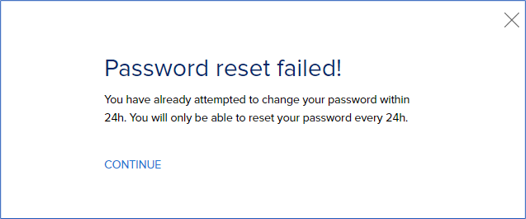 Password reset failed!
You have already attempted to change your password within
24h. You will only be able to reset your password every 24h.
CONTINUE